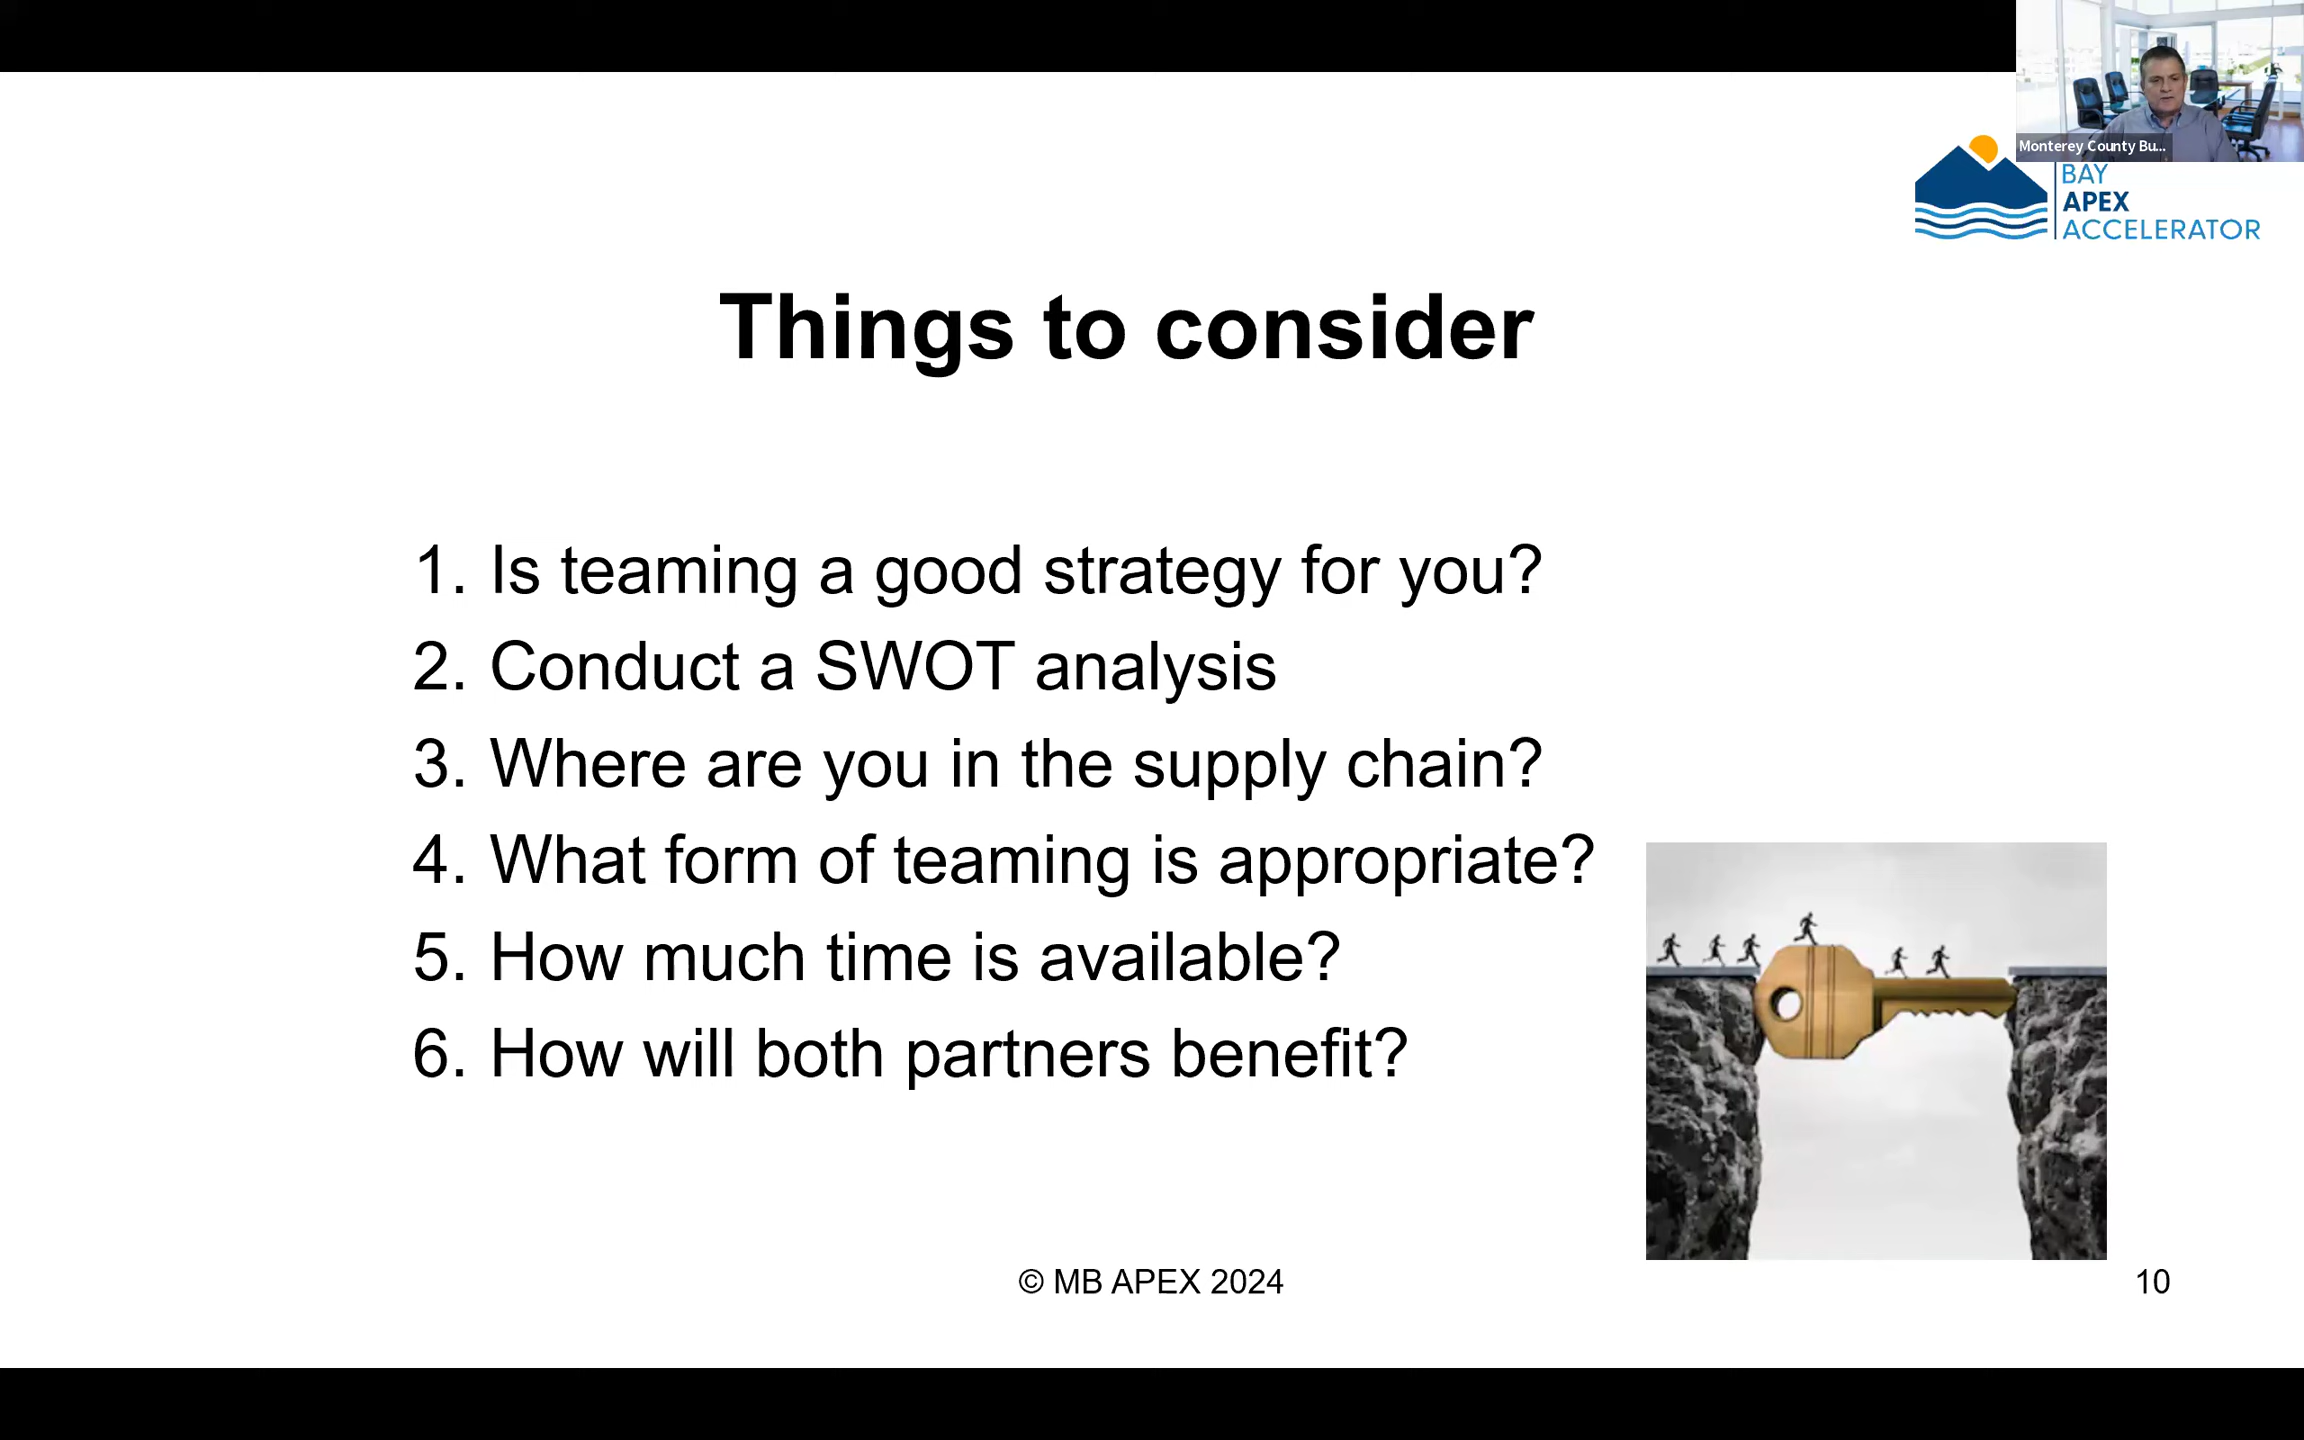 Monterey County Bu...
BAY
APEX
ACCELERATOR
Things to consider
1. Is teaming a good strategy for you?
2. Conduct a SWOT analysis
3. Where are you in the supply chain?
4. What form of teaming is appropriate?
5. How much time is available?
6. How will both partners benefit?
© MB APEX 2024
10